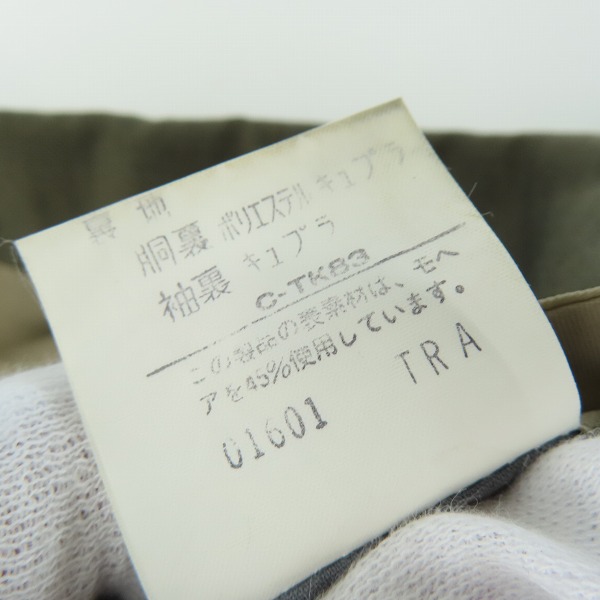 裏地
胴裏 ポリエステル キュプラ
袖裏 キュプラ
C-TK83
この製品の表素材は、モヘ
アを45%使用しています。
01601 TRA